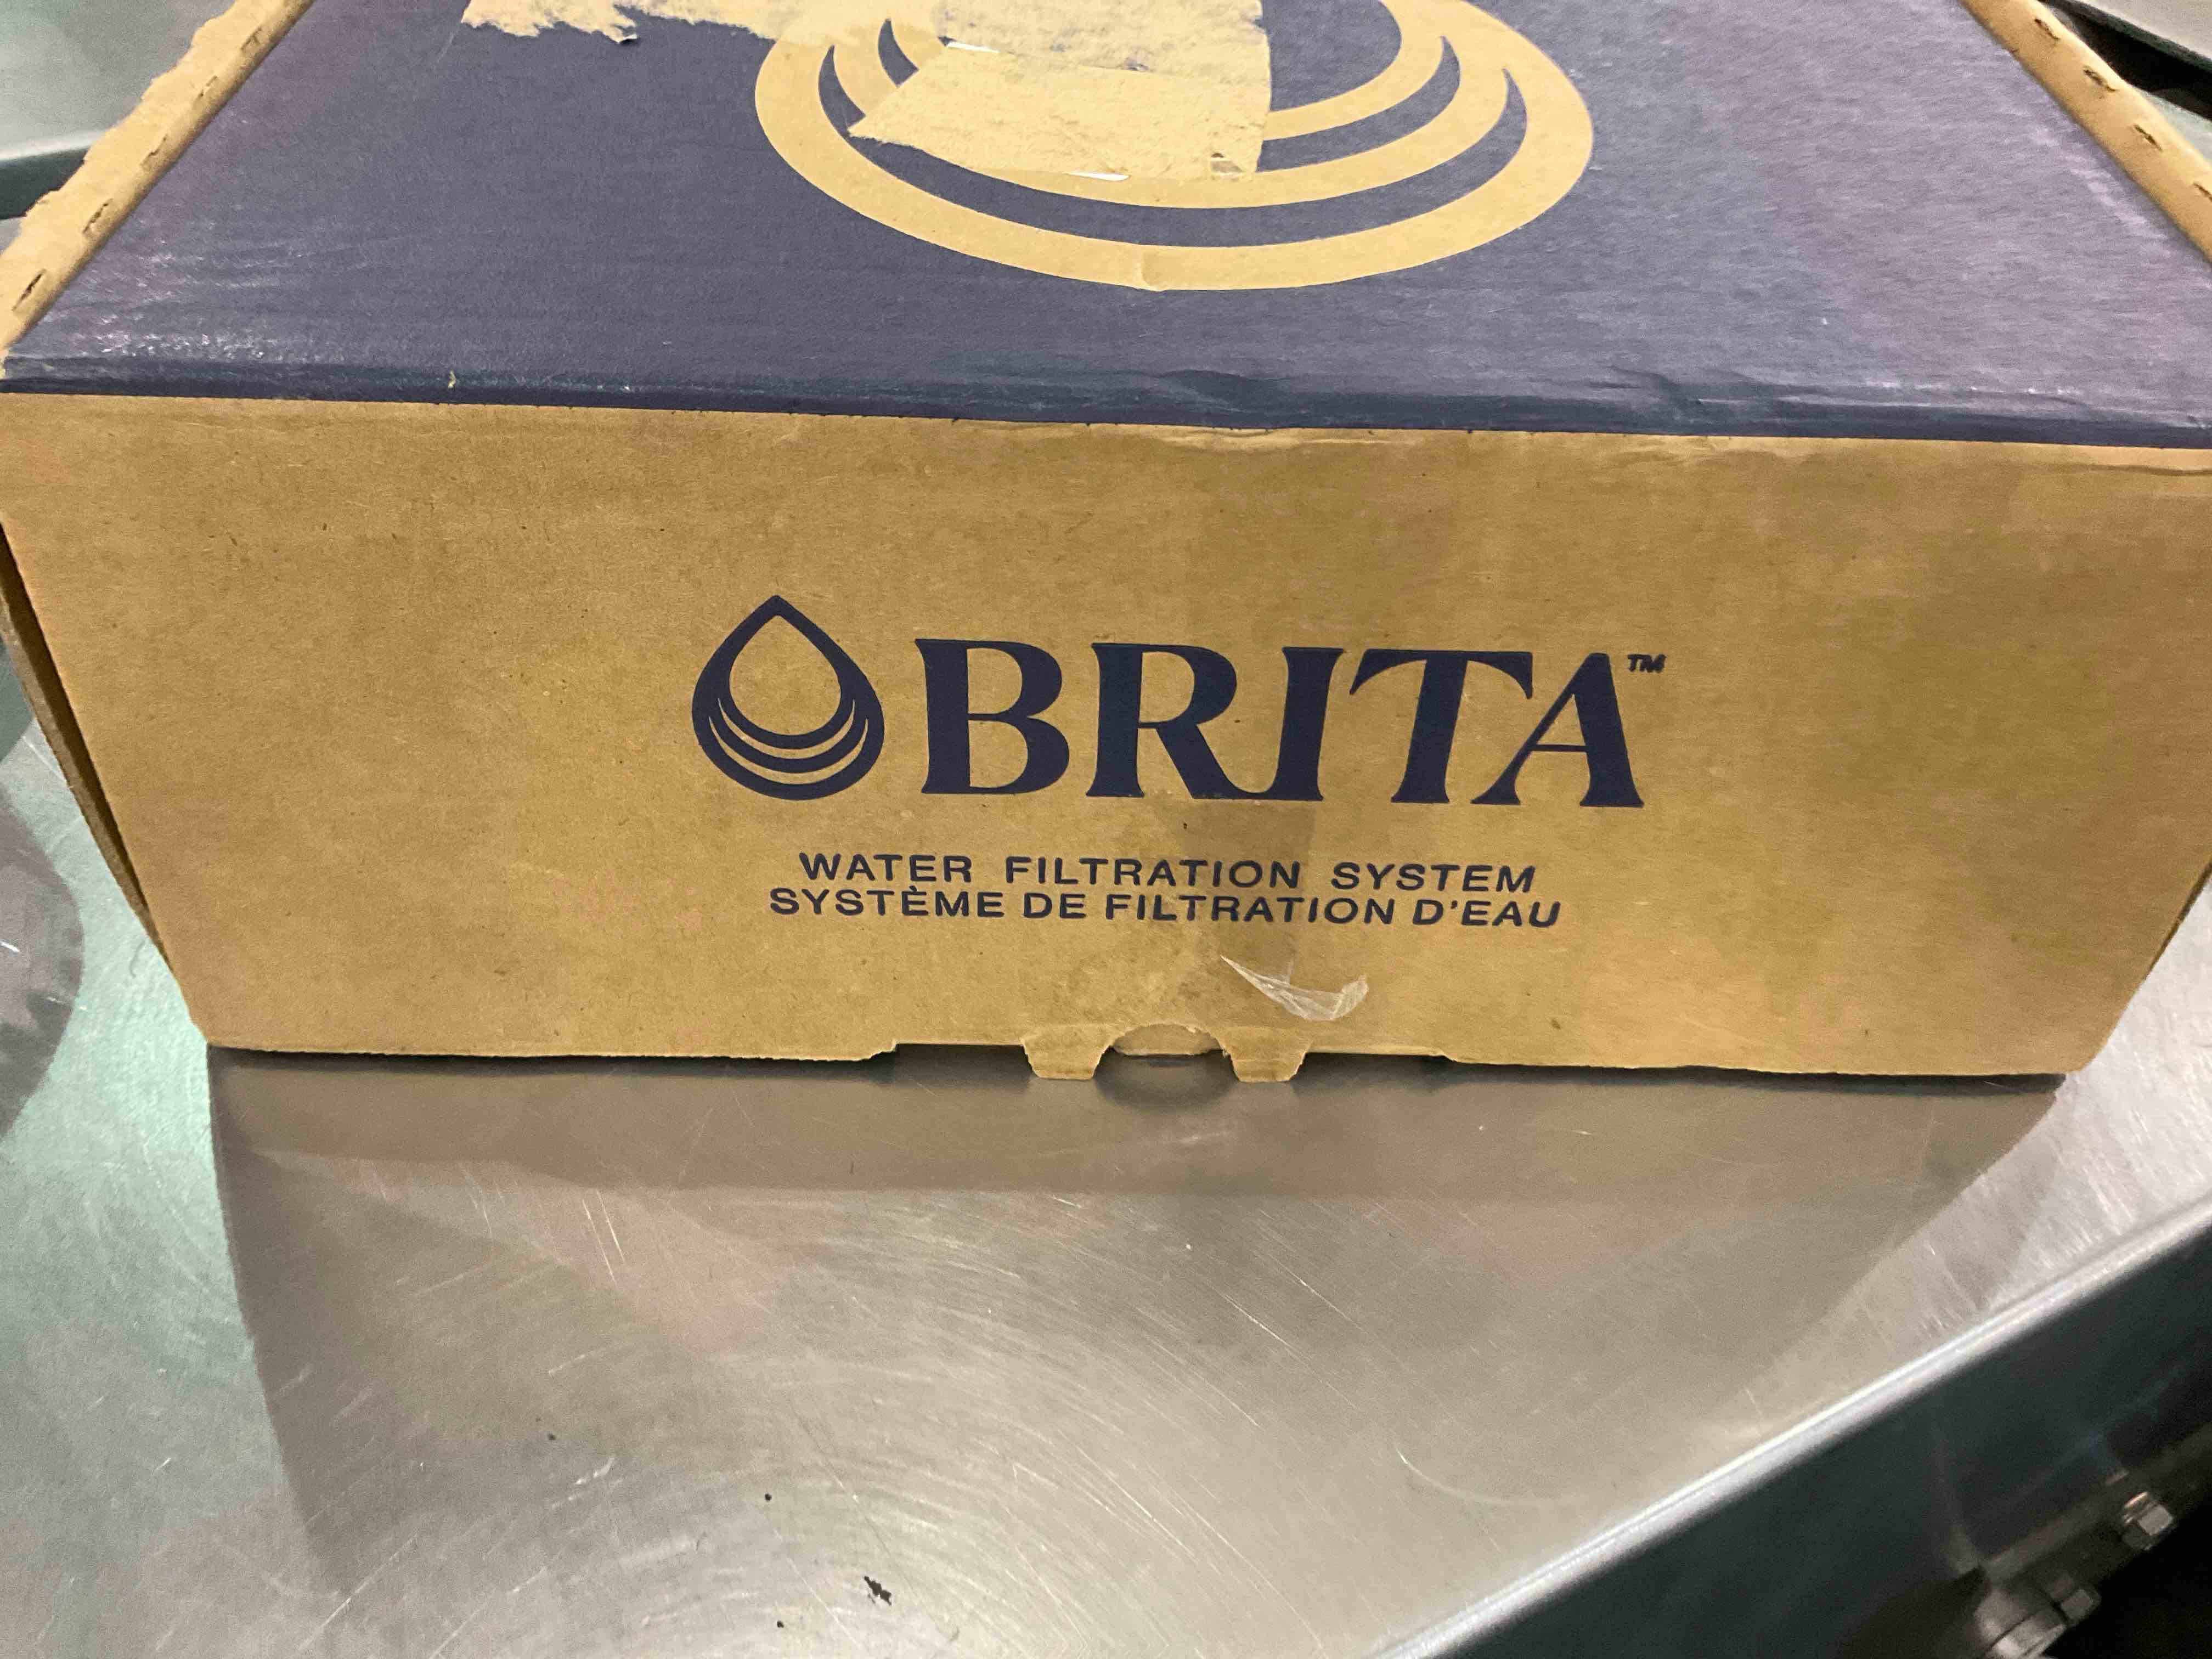 BRITA™
WATER FILTRATION SYSTEM
SYSTÈME DE FILTRATION D'EAU